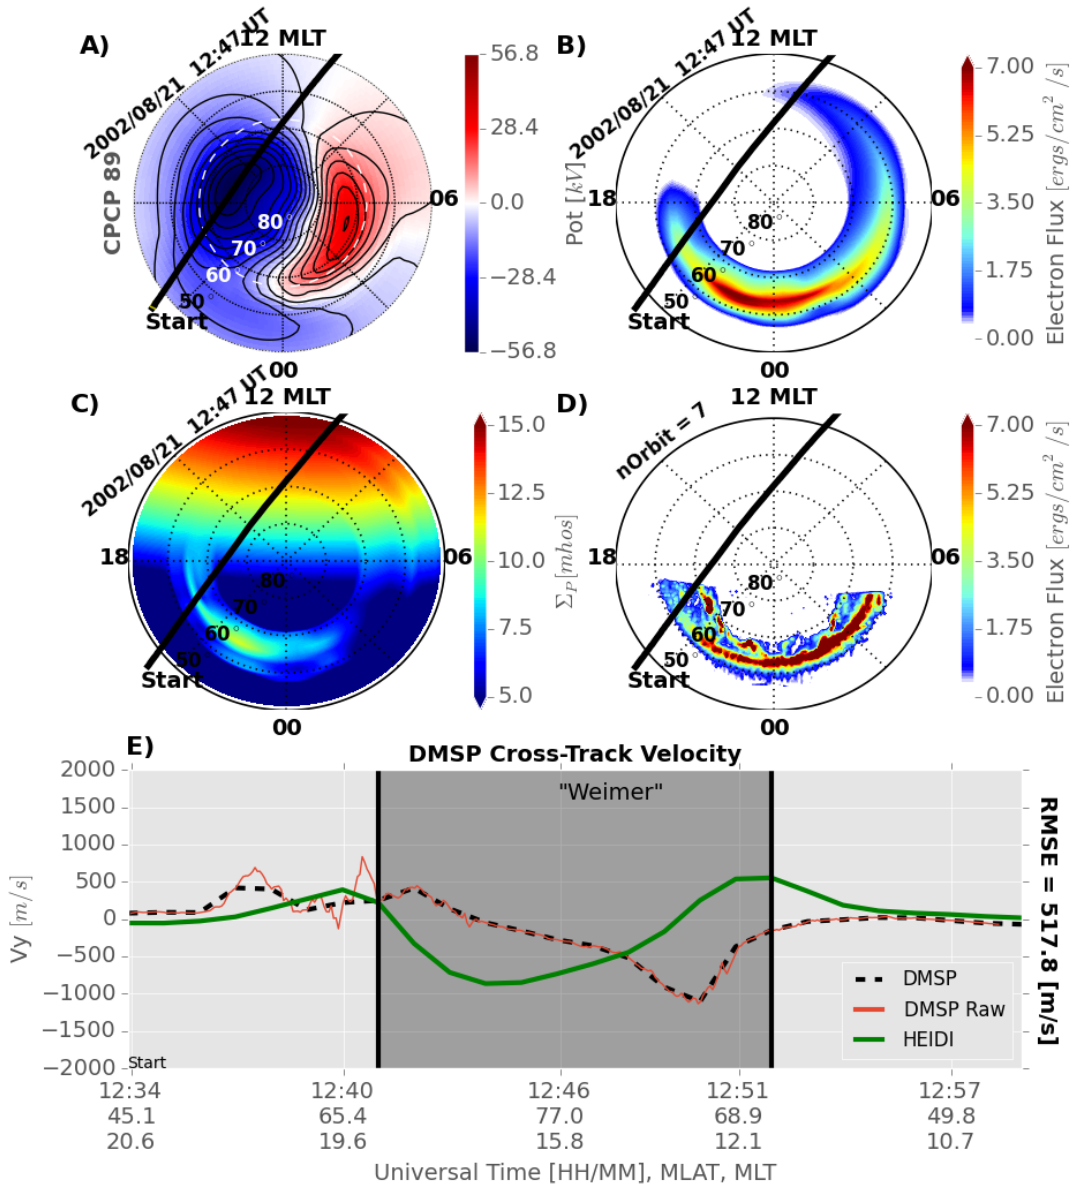 A)
2002/08/21 12:47 UT
12 MLT
CPCP 89
06
80°
70°
60°
50°
Start
00
56.8
28.4
0.0
−28.4
−56.8
Pot [kV]
B)
2002/08/21 12:47 UT
12 MLT
18
06
80°
70°
60°
50°
Start
00
7.00
5.25
3.50
1.75
0.00
Electron Flux [ergs/cm² /s]
C)
2002/08/21 12:47 UT
12 MLT
18
06
80°
70°
60°
50°
Start
00
15.0
12.5
10.0
7.5
5.0
Σ_P [mhos]
D)
nOrbit = 7
12 MLT
18
06
80°
70°
60°
50°
Start
00
7.00
5.25
3.50
1.75
0.00
Electron Flux [ergs/cm² /s]
E)
DMSP Cross-Track Velocity
"Weimer"
2000
1500
1000
500
0
−500
−1000
−1500
−2000
Vy [m/s]
Start
DMSP
DMSP Raw
HEIDI
RMSE = 517.8 [m/s]
12:34 12:40 12:46 12:51 12:57
45.1 65.4 77.0 68.9 49.8
20.6 19.6 15.8 12.1 10.7
Universal Time [HH/MM], MLAT, MLT